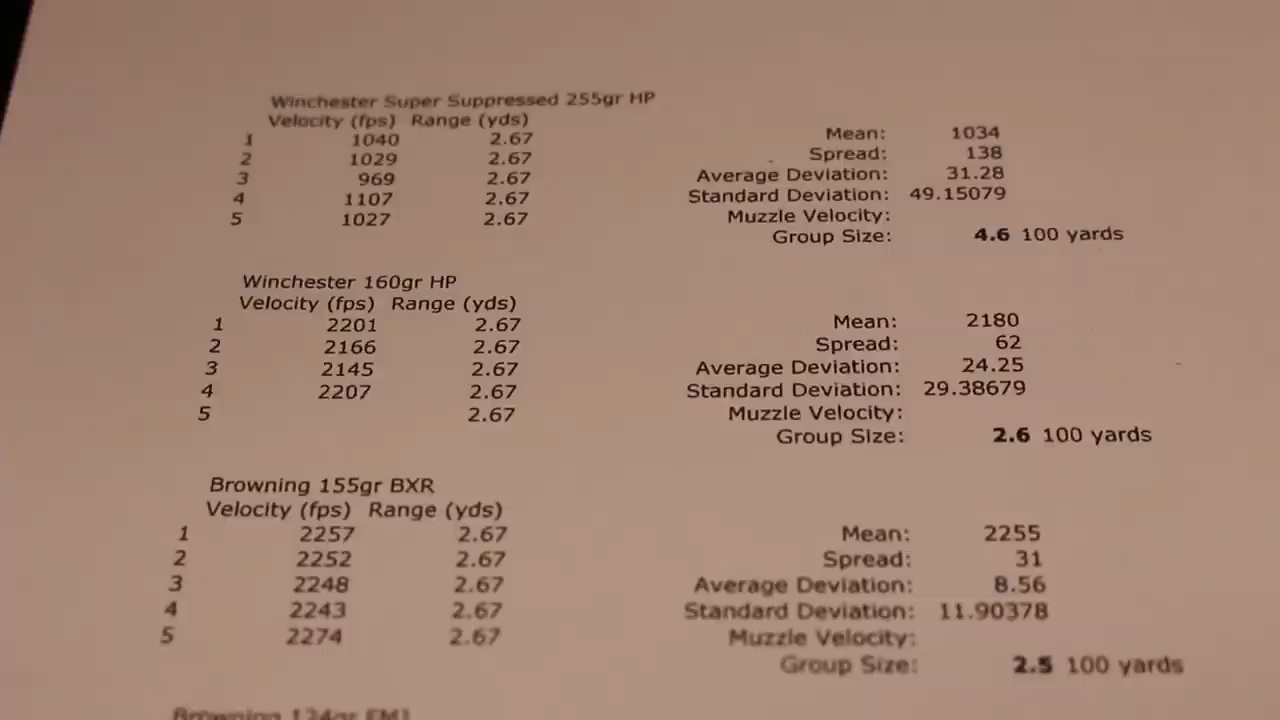 Winchester Super Suppressed 255gr HP
Velocity (fps) Range (yds)
1 1040 2.67 Mean: 1034
2 1029 2.67 Spread: 138
3 969 2.67 Average Deviation: 31.28
4 1107 2.67 Standard Deviation: 49.15079
5 1027 2.67 Muzzle Velocity:
Group Size: 4.6 100 yards
Winchester 160gr HP
Velocity (fps) Range (yds)
1 2201 2.67 Mean: 2180
2 2166 2.67 Spread: 62
3 2145 2.67 Average Deviation: 24.25
4 2207 2.67 Standard Deviation: 29.38679
5 2.67 Muzzle Velocity:
Group Size: 2.6 100 yards
Browning 155gr BXR
Velocity (fps) Range (yds)
1 2257 2.67 Mean: 2255
2 2252 2.67 Spread: 31
3 2248 2.67 Average Deviation: 8.56
4 2243 2.67 Standard Deviation: 11.90378
5 2274 2.67 Muzzle Velocity:
Group Size: 2.5 100 yards
Browning